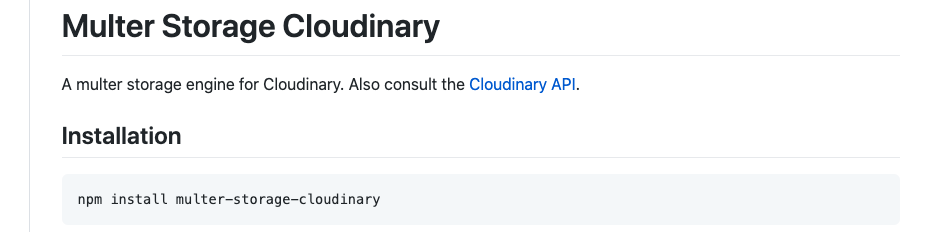 Multer Storage Cloudinary
A multer storage engine for Cloudinary. Also consult the Cloudinary API.
Installation
npm install multer-storage-cloudinary